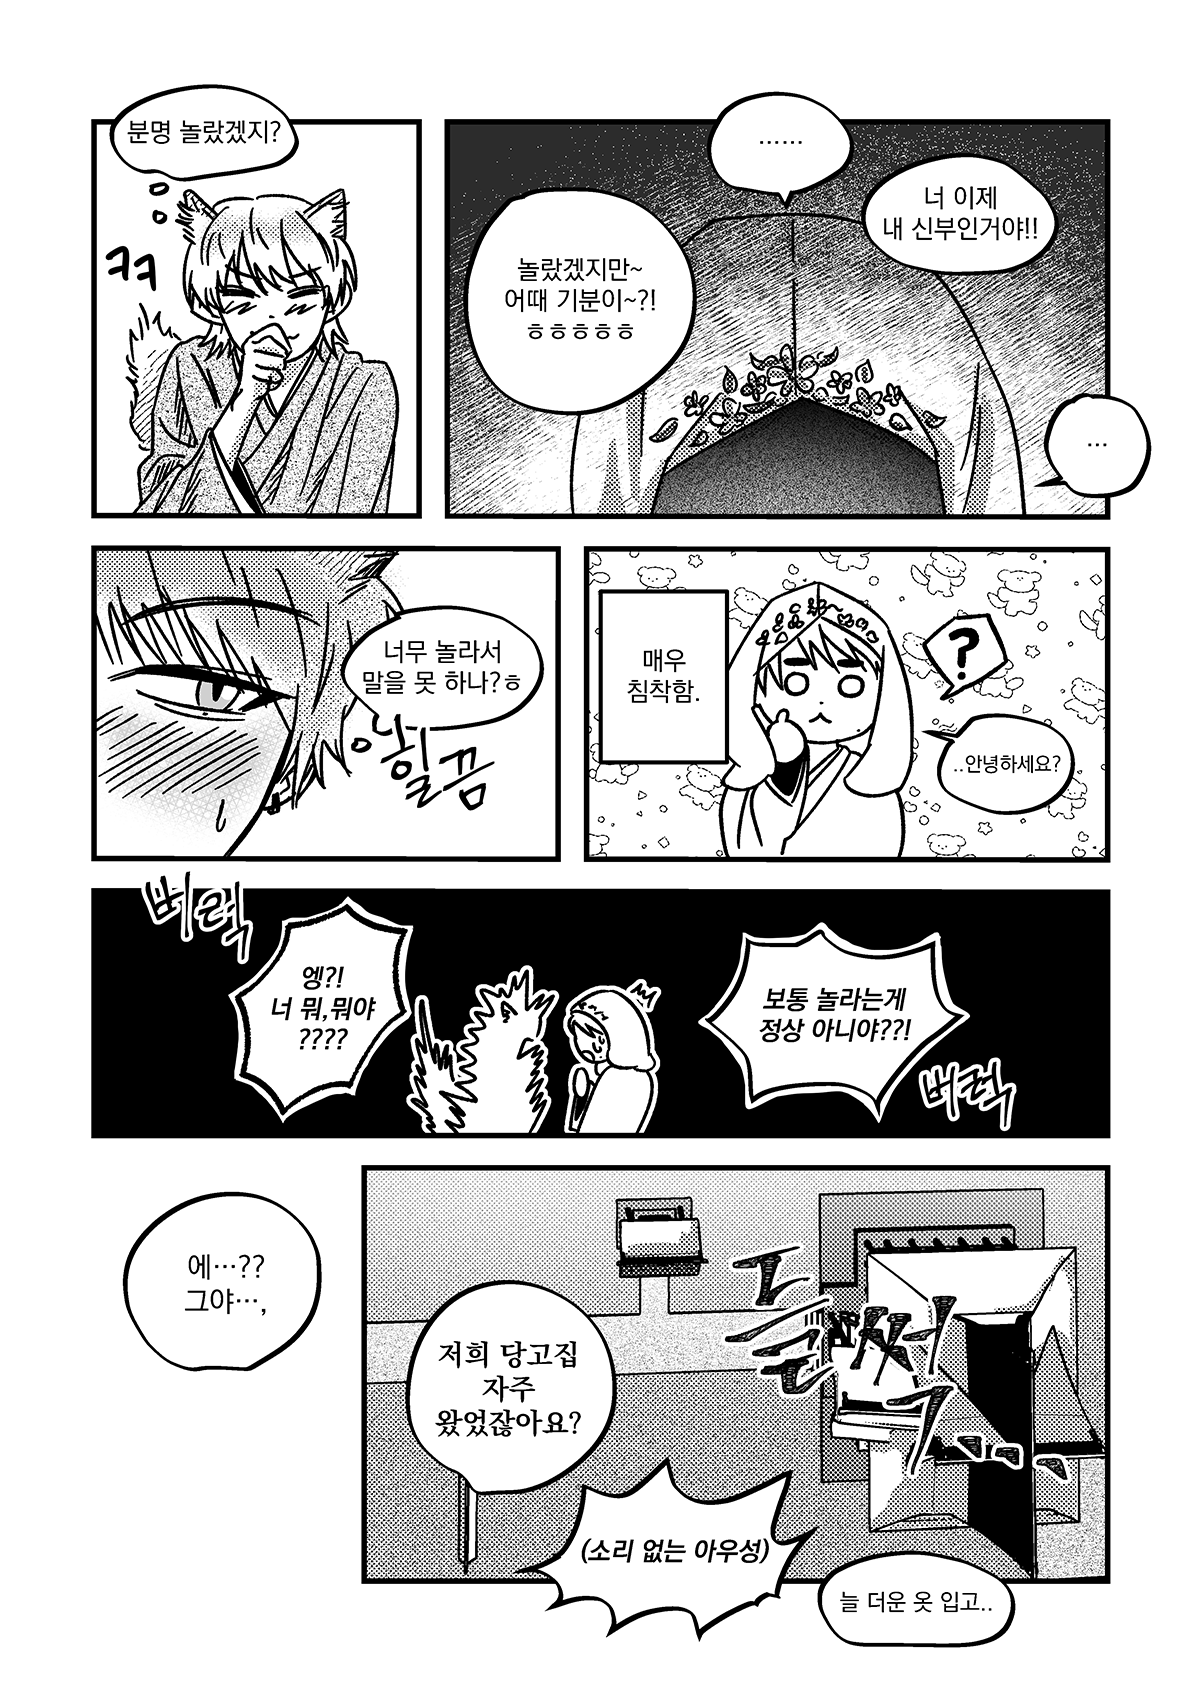 분명 놀랐겠지?
ㅋㅋ
……
너 이제
내 신부인거야!!
놀랐겠지만~
어때 기분이~?!
ㅎㅎㅎㅎㅎ
…
너무 놀라서
말을 못 하나?ㅎ
힐끔
매우
침착함.
?
..안녕하세요?
버럭
엥?!
너 뭐,뭐야
????
보통 놀라는게
정상 아니야??!
버럭
에…??
그야…,
저희 당고집
자주
왔었잖아요?
(소리 없는 아우성)
늘 더운 옷 입고..